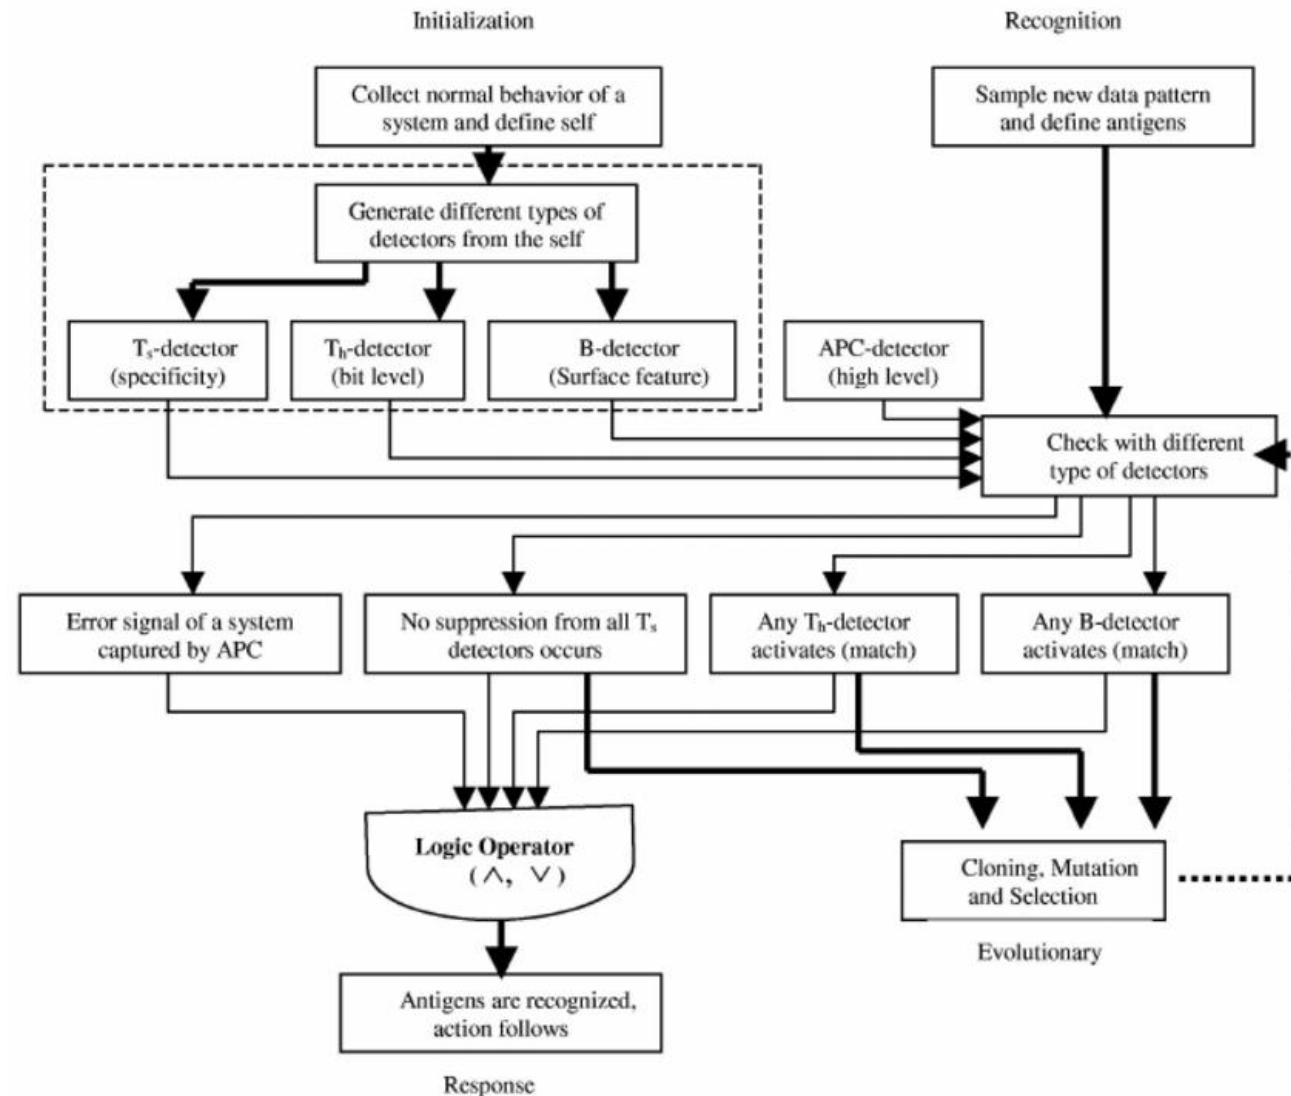 Initialization
Recognition
Collect normal behavior of a
system and define self
Sample new data pattern
and define antigens
Generate different types of
detectors from the self
Ts-detector
(specificity)
Th-detector
(bit level)
B-detector
(Surface feature)
APC-detector
(high level)
Check with different
type of detectors
Error signal of a system
captured by APC
No suppression from all Ts
detectors occurs
Any Th-detector
activates (match)
Any B-detector
activates (match)
Logic Operator
(∧, ∨)
Cloning, Mutation
and Selection
Evolutionary
Antigens are recognized,
action follows
Response